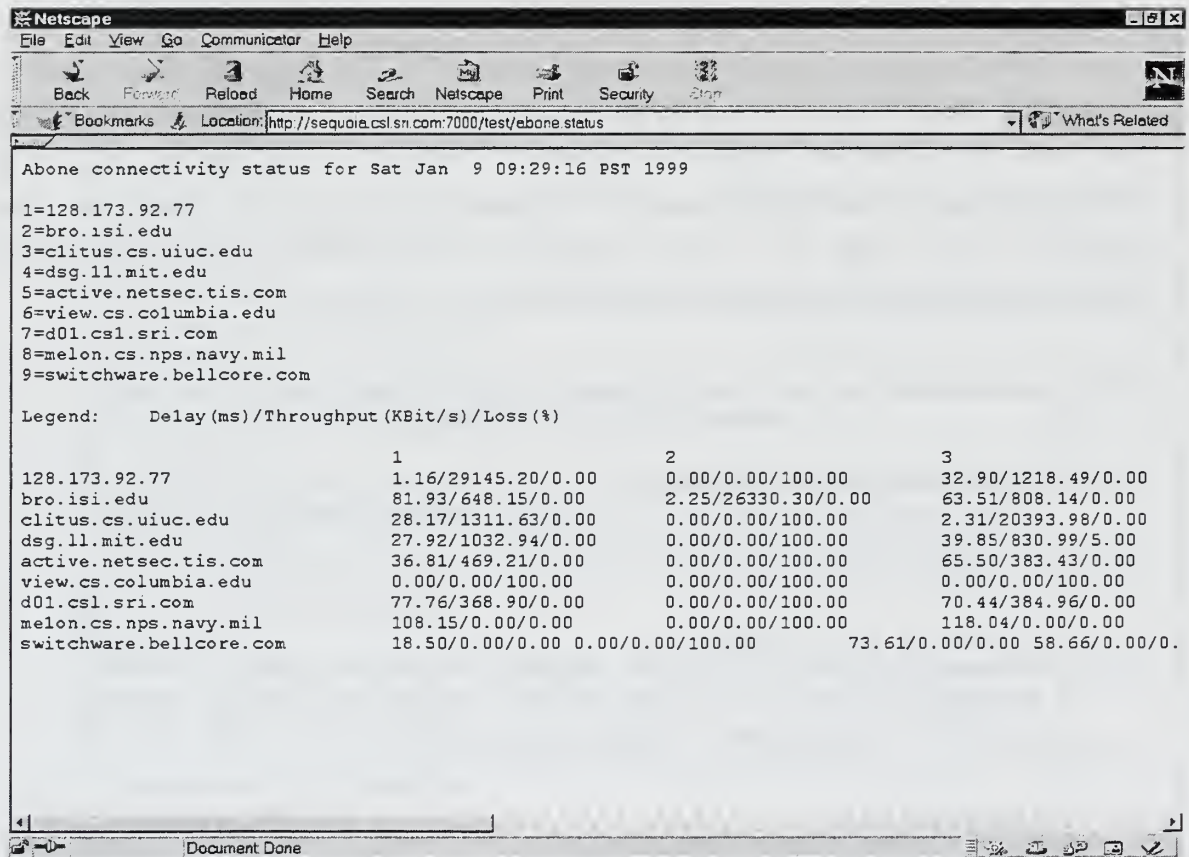 Netscape
File Edit View Go Communicator Help
Back Forward Reload Home Search Netscape Print Security Stop
Bookmarks Location: http://sequoia.csl.sri.com:7000/test/abone.status What's Related
Abone connectivity status for Sat Jan 9 09:29:16 PST 1999
1=128.173.92.77
2=bro.isi.edu
3=clitus.cs.uiuc.edu
4=dsg.ll.mit.edu
5=active.netsec.tis.com
6=view.cs.columbia.edu
7=d01.csl.sri.com
8=melon.cs.nps.navy.mil
9=switchware.bellcore.com
Legend: Delay(ms)/Throughput(KBit/s)/Loss(%)
1 2 3
128.173.92.77 1.16/29145.20/0.00 0.00/0.00/100.00 32.90/1218.49/0.00
bro.isi.edu 81.93/648.15/0.00 2.25/26330.30/0.00 63.51/808.14/0.00
clitus.cs.uiuc.edu 28.17/1311.63/0.00 0.00/0.00/100.00 2.31/20393.98/0.00
dsg.ll.mit.edu 27.92/1032.94/0.00 0.00/0.00/100.00 39.85/830.99/5.00
active.netsec.tis.com 36.81/469.21/0.00 0.00/0.00/100.00 65.50/383.43/0.00
view.cs.columbia.edu 0.00/0.00/100.00 0.00/0.00/100.00 0.00/0.00/100.00
d01.csl.sri.com 77.76/368.90/0.00 0.00/0.00/100.00 70.44/384.96/0.00
melon.cs.nps.navy.mil 108.15/0.00/0.00 0.00/0.00/100.00 118.04/0.00/0.00
switchware.bellcore.com 18.50/0.00/0.00 0.00/0.00/100.00 73.61/0.00/0.00 58.66/0.00/0.
Document Done